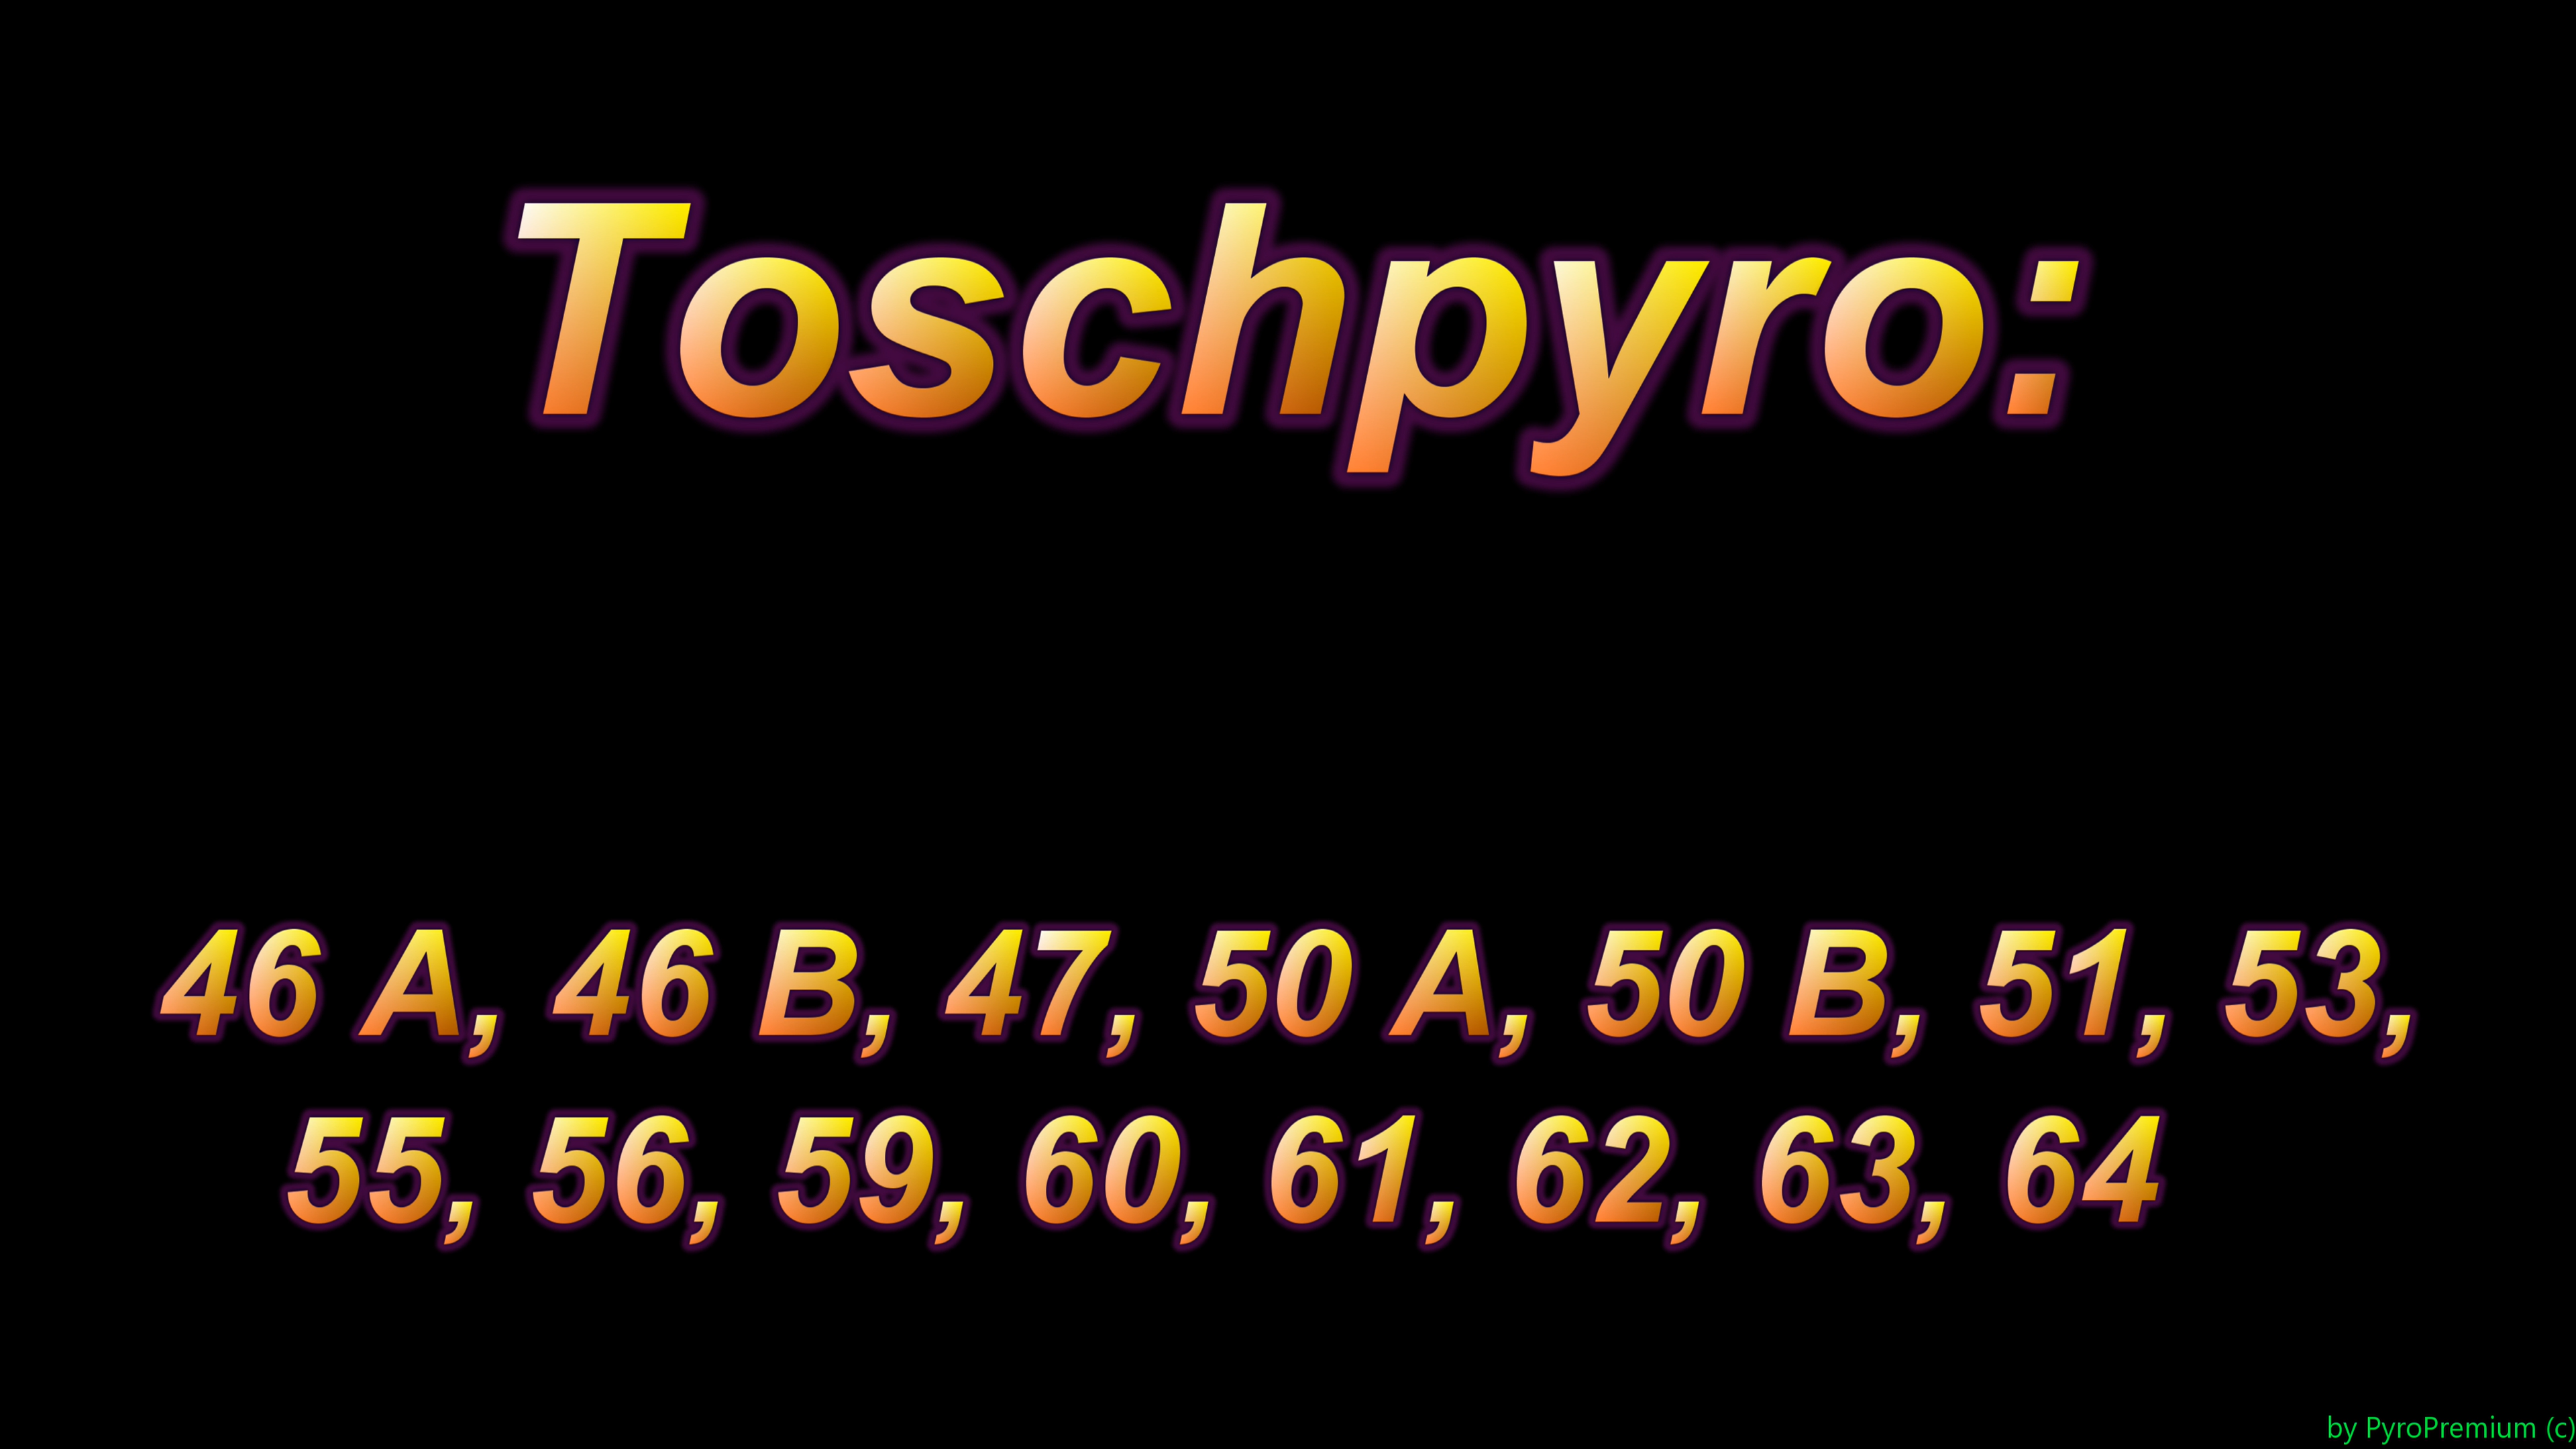 Toschpyro:
46 A, 46 B, 47, 50 A, 50 B, 51, 53,
55, 56, 59, 60, 61, 62, 63, 64
by PyroPremium (c)